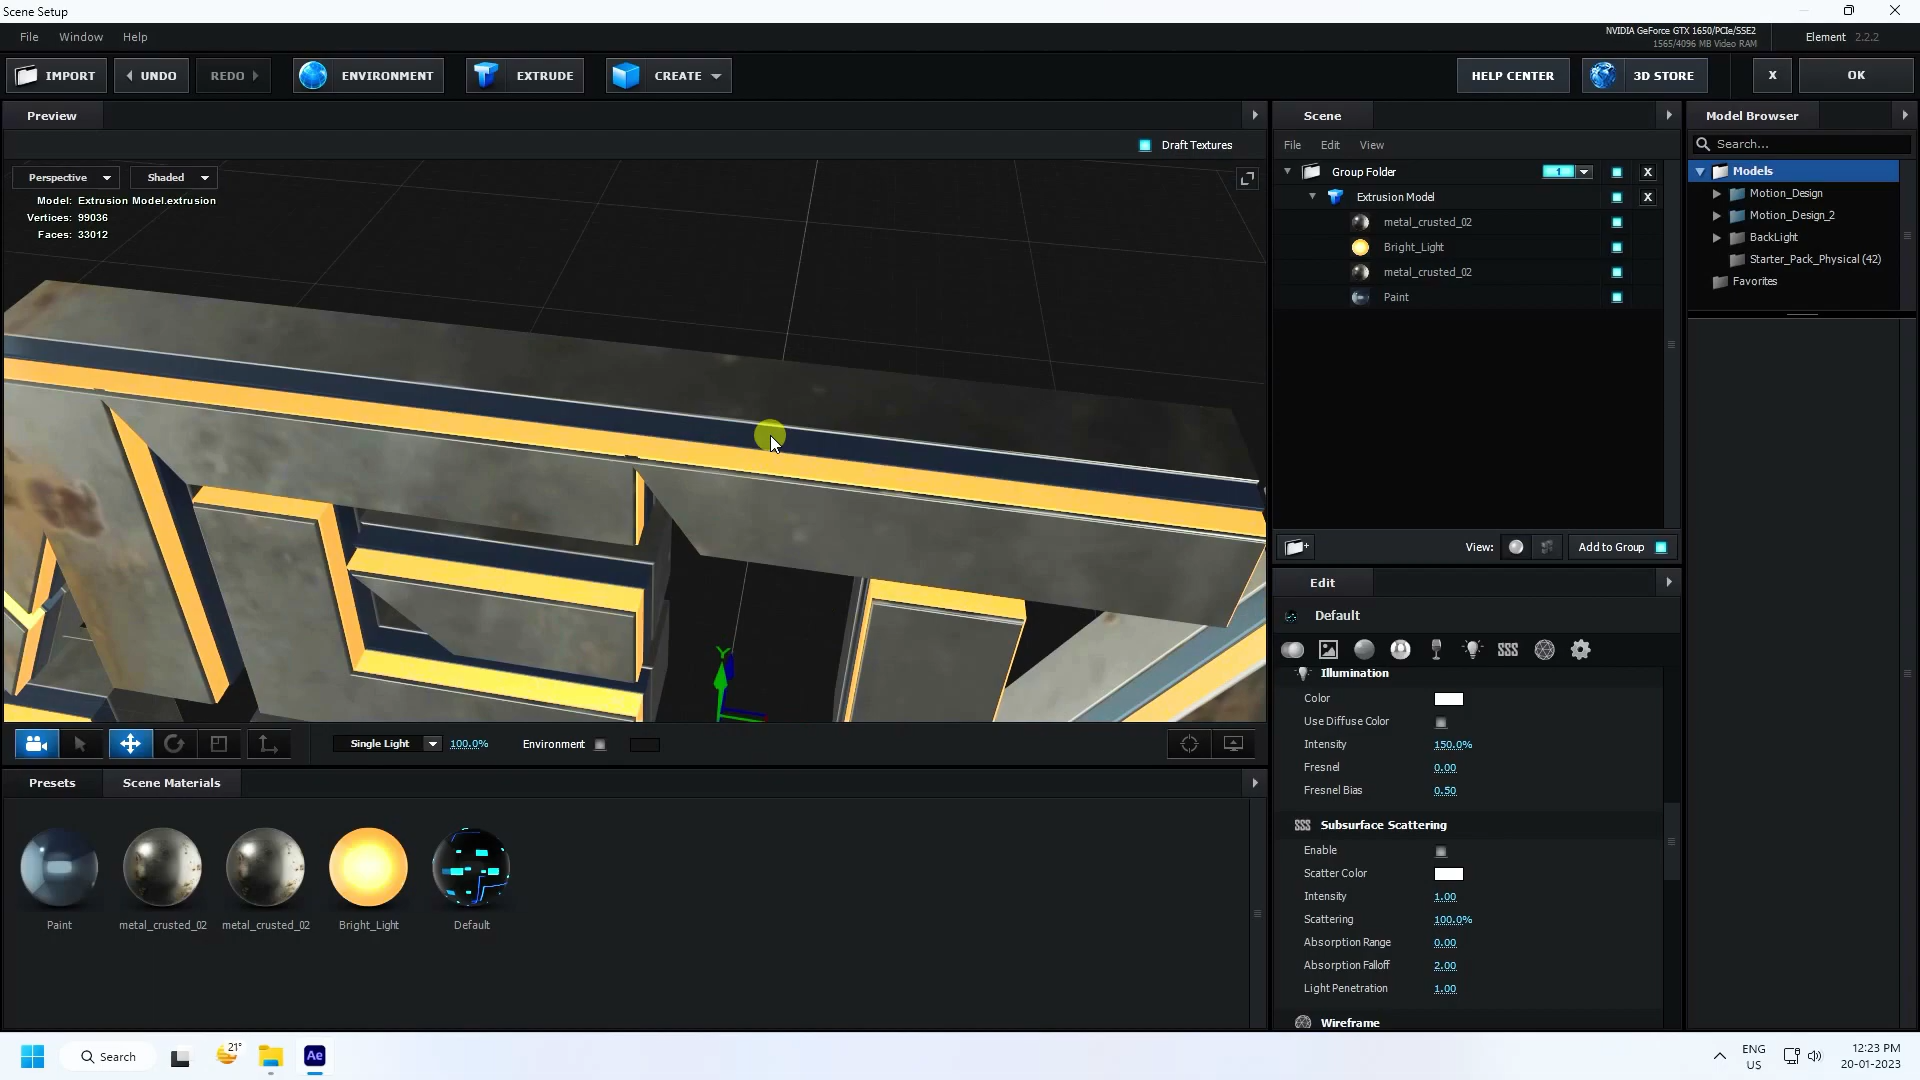 Scene Setup
File Window Help
NVIDIA GeForce GTX 1650/PCIe/SSE2
1565/4096 MB Video RAM
Element 2.2.2
IMPORT UNDO REDO ENVIRONMENT EXTRUDE CREATE HELP CENTER 3D STORE X OK
Preview
Draft Textures
Perspective Shaded
Model: Extrusion Model.extrusion
Vertices: 99036
Faces: 33012
Y
Single Light 100.0% Environment
Presets Scene Materials
Paint metal_crusted_02 metal_crusted_02 Bright_Light Default
Scene
File Edit View
Group Folder 1 X
Extrusion Model X
metal_crusted_02
Bright_Light
metal_crusted_02
Paint
View: Add to Group
Edit
Default
Illumination
Color
Use Diffuse Color
Intensity 150.0%
Fresnel 0.00
Fresnel Bias 0.50
Subsurface Scattering
Enable
Scatter Color
Intensity 1.00
Scattering 100.0%
Absorption Range 0.00
Absorption Falloff 2.00
Light Penetration 1.00
Wireframe
Model Browser
Search...
Models
Motion_Design
Motion_Design_2
BackLight
Starter_Pack_Physical (42)
Favorites
Search
21°
Ae
ENG
US
12:23 PM
20-01-2023